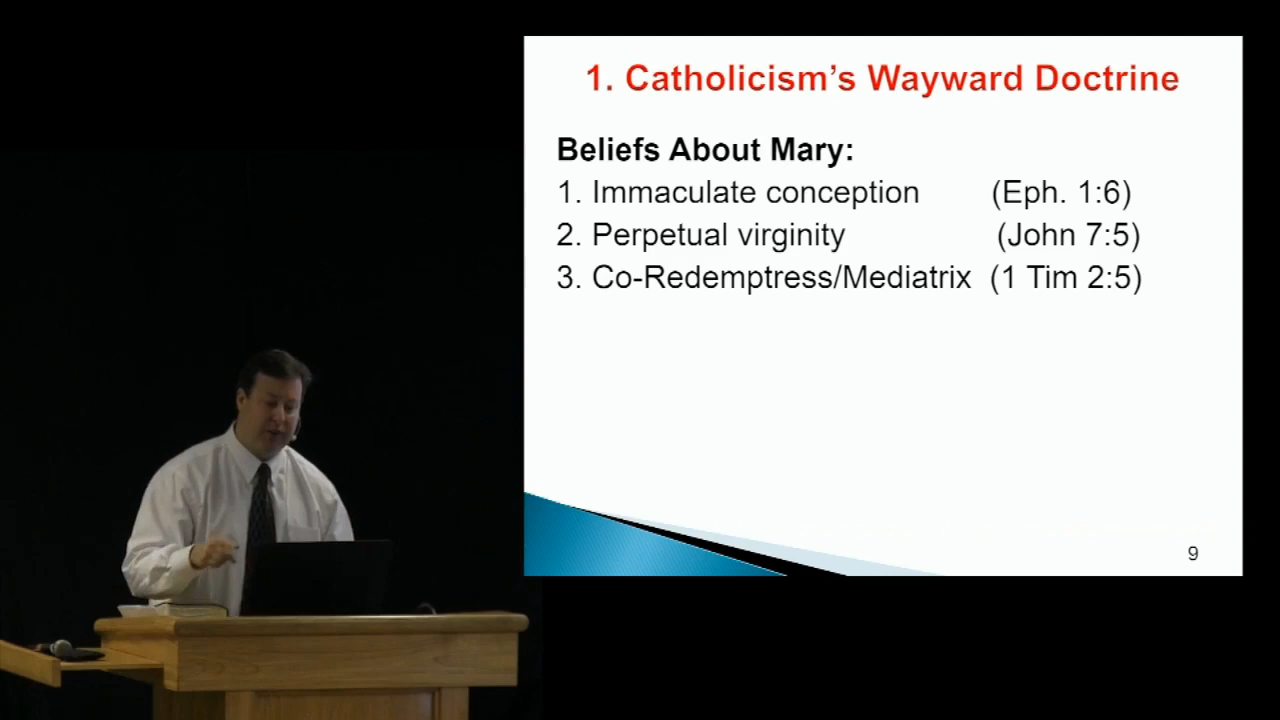 1. Catholicism's Wayward Doctrine
Beliefs About Mary:
1. Immaculate conception (Eph. 1:6)
2. Perpetual virginity (John 7:5)
3. Co-Redemptress/Mediatrix (1 Tim 2:5)
9